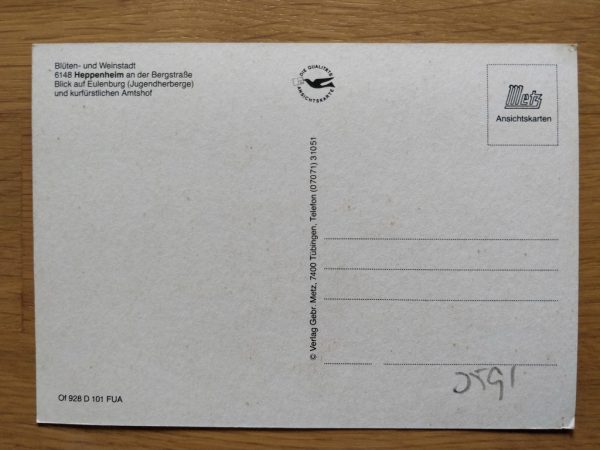 Blüten- und Weinstadt
6148 Heppenheim an der Bergstraße
Blick auf Eulenburg (Jugendherberge)
und kurfürstlichen Amtshof
DIE QUALITÄTS
ANSICHTSKARTE
Metz
Ansichtskarten
© Verlag Gebr. Metz, 7400 Tübingen, Telefon (07071) 31051
Of 928 D 101 FUA